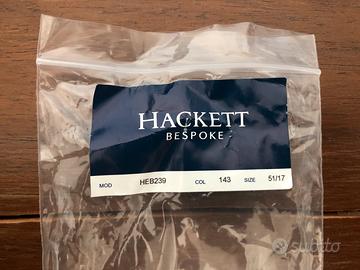 HACKETT
BESPOKE
MOD HEB239 COL 143 SIZE 51/17
subito